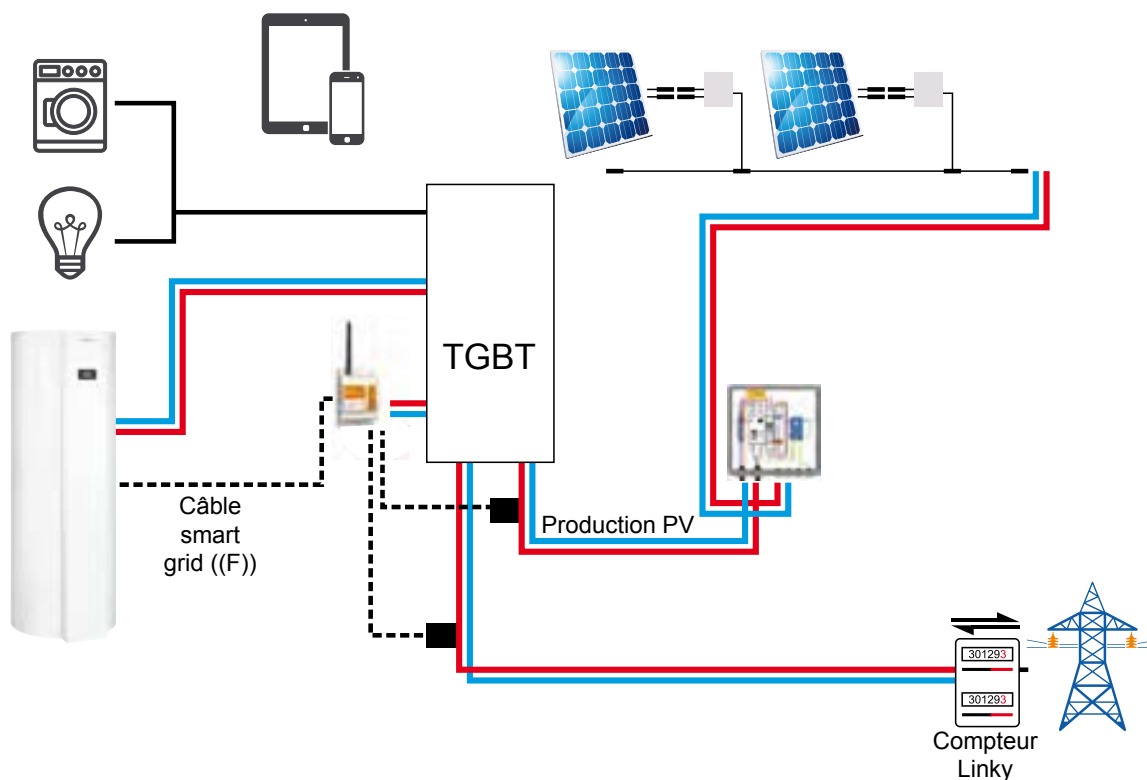 TGBT
Câble
smart
grid ((F))
Production PV
301293
301293
Compteur
Linky